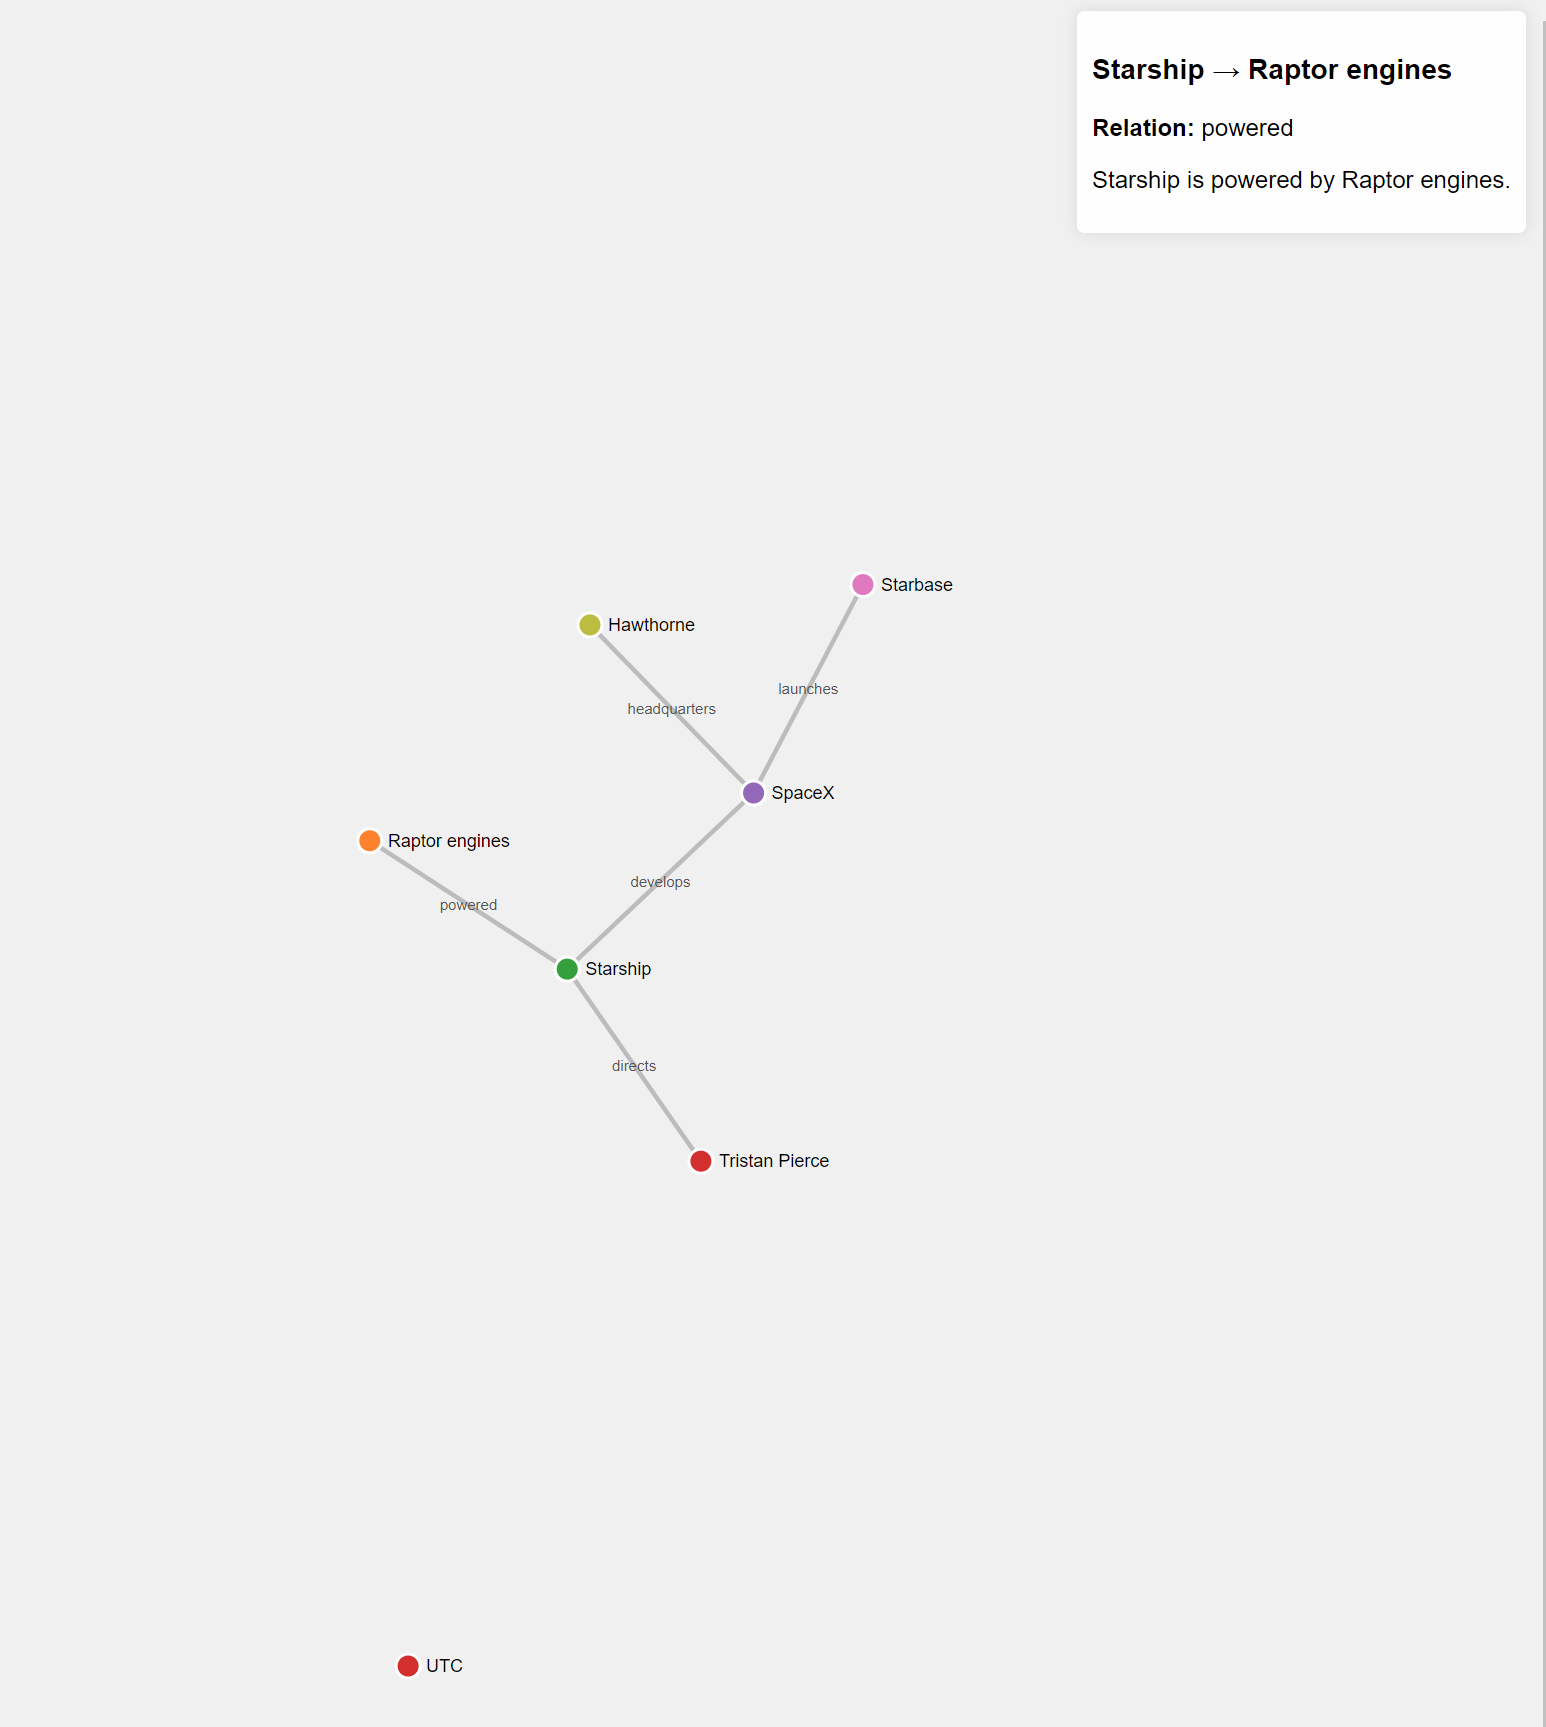 Starship → Raptor engines
Relation: powered
Starship is powered by Raptor engines.
Starbase
Hawthorne
launches
headquarters
SpaceX
Raptor engines
develops
powered
Starship
directs
Tristan Pierce
UTC